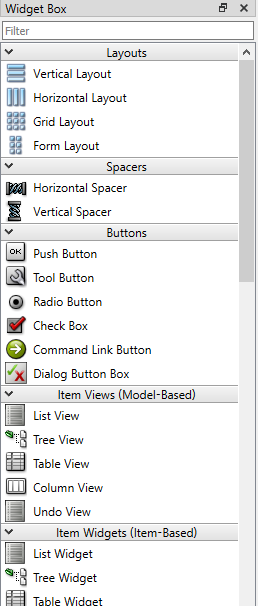 Widget Box
Filter
Layouts
Vertical Layout
Horizontal Layout
Grid Layout
Form Layout
Spacers
Horizontal Spacer
Vertical Spacer
Buttons
OK
Push Button
Tool Button
Radio Button
Check Box
Command Link Button
Dialog Button Box
Item Views (Model-Based)
List View
Tree View
Table View
Column View
Undo View
Item Widgets (Item-Based)
List Widget
Tree Widget
Table Widget